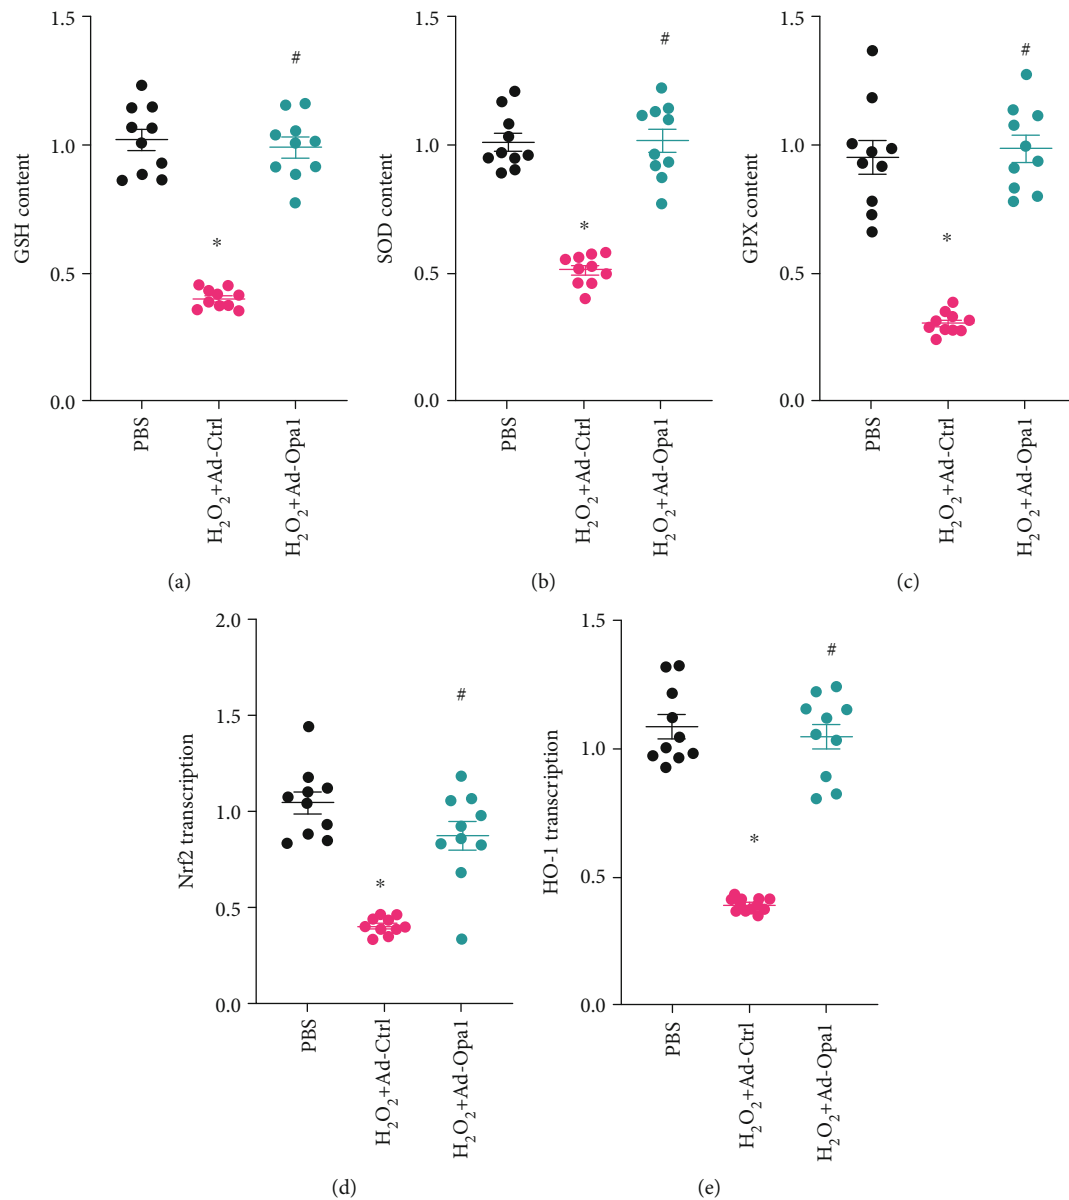 1.5
1.0
0.5
0.0
GSH content
*
#
PBS
H₂O₂+Ad-Ctrl
H₂O₂+Ad-Opa1
(a)
1.5
1.0
0.5
0.0
SOD content
*
#
PBS
H₂O₂+Ad-Ctrl
H₂O₂+Ad-Opa1
(b)
1.5
1.0
0.5
0.0
GPX content
*
#
PBS
H₂O₂+Ad-Ctrl
H₂O₂+Ad-Opa1
(c)
2.0
1.5
1.0
0.5
0.0
Nrf2 transcription
*
#
PBS
H₂O₂+Ad-Ctrl
H₂O₂+Ad-Opa1
(d)
1.5
1.0
0.5
0.0
HO-1 transcription
*
#
PBS
H₂O₂+Ad-Ctrl
H₂O₂+Ad-Opa1
(e)